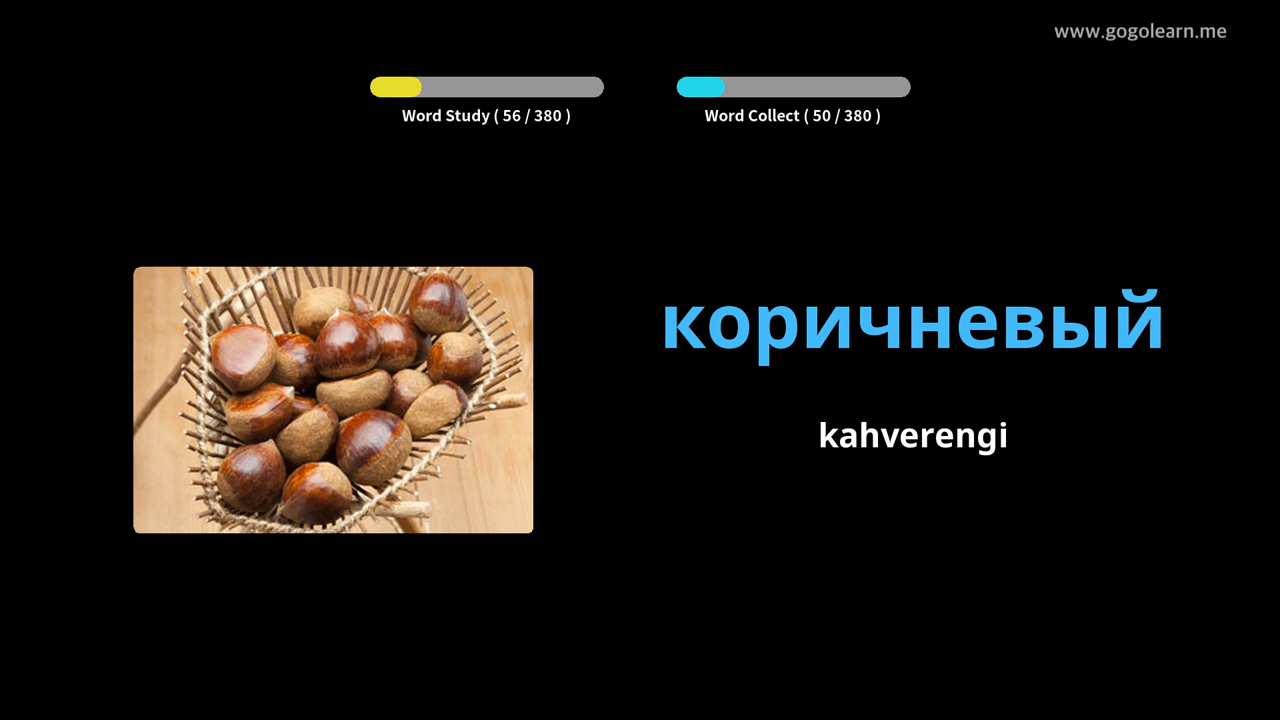 www.gogolearn.me
Word Study ( 56 / 380 )
Word Collect ( 50 / 380 )
коричневый
kahverengi